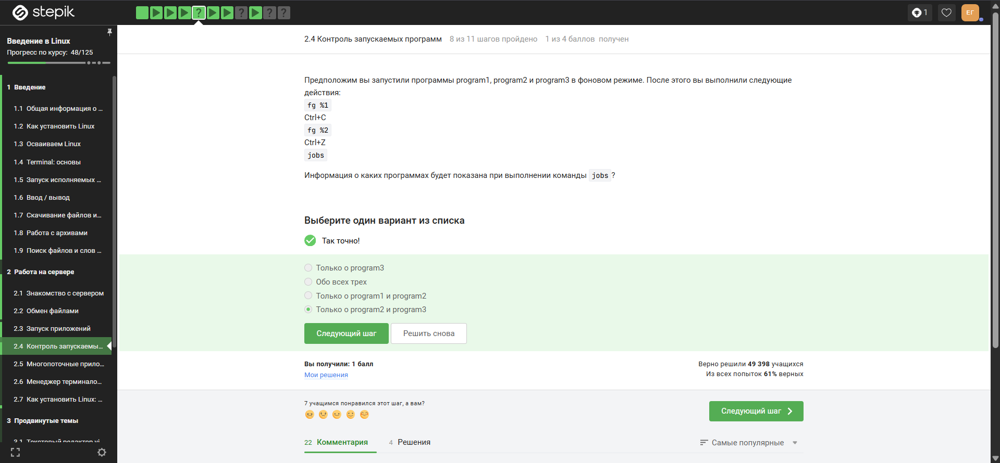 stepik
? ? ? ?
1
ЕГ
Введение в Linux
Прогресс по курсу: 48/125
2.4 Контроль запускаемых программ 8 из 11 шагов пройдено 1 из 4 баллов получен
1 Введение
1.1 Общая информация о ...
1.2 Как установить Linux
1.3 Осваиваем Linux
1.4 Terminal: основы
1.5 Запуск исполняемых ...
1.6 Ввод / вывод
1.7 Скачивание файлов и...
1.8 Работа с архивами
1.9 Поиск файлов и слов ...
2 Работа на сервере
2.1 Знакомство с сервером
2.2 Обмен файлами
2.3 Запуск приложений
2.4 Контроль запускаемы...
2.5 Многопоточные прило...
2.6 Менеджер терминало...
2.7 Как установить Linux: ...
3 Продвинутые темы
3.1 Текстовый редактор vi
Предположим вы запустили программы program1, program2 и program3 в фоновом режиме. После этого вы выполнили следующие
действия:
fg %1
Ctrl+C
fg %2
Ctrl+Z
jobs
Информация о каких программах будет показана при выполнении команды jobs?
Выберите один вариант из списка
Так точно!
Только о program3
Обо всех трех
Только о program1 и program2
Только о program2 и program3
Следующий шаг Решить снова
Вы получили: 1 балл
Мои решения
Верно решили 49 398 учащихся
Из всех попыток 61% верных
7 учащимся понравился этот шаг, а вам?
Следующий шаг
22 Комментария 4 Решения Самые популярные